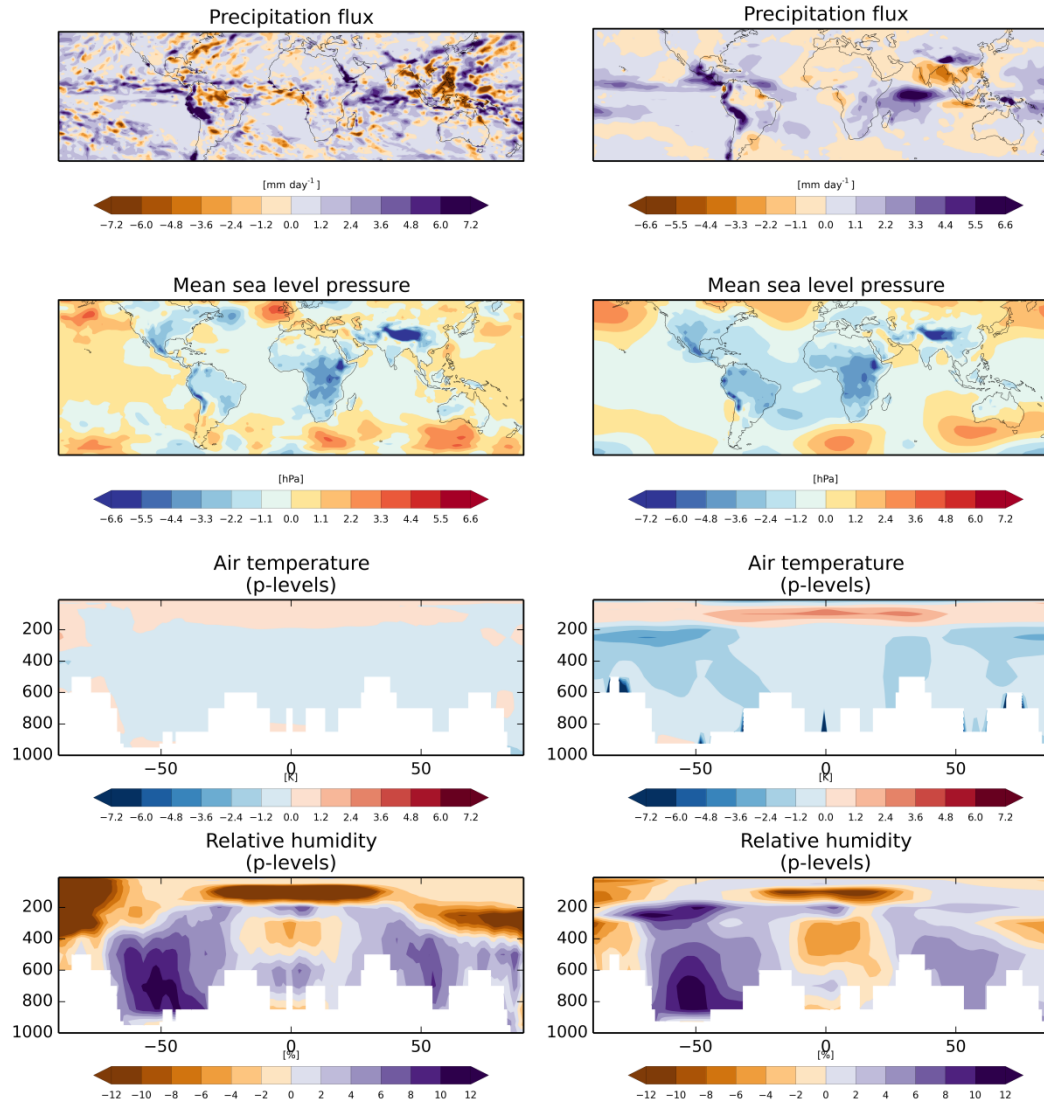 Precipitation flux
Precipitation flux
[mm day⁻¹]
[mm day⁻¹]
−7.2 −6.0 −4.8 −3.6 −2.4 −1.2 0.0 1.2 2.4 3.6 4.8 6.0 7.2
−6.6 −5.5 −4.4 −3.3 −2.2 −1.1 0.0 1.1 2.2 3.3 4.4 5.5 6.6
Mean sea level pressure
Mean sea level pressure
[hPa]
[hPa]
−6.6 −5.5 −4.4 −3.3 −2.2 −1.1 0.0 1.1 2.2 3.3 4.4 5.5 6.6
−7.2 −6.0 −4.8 −3.6 −2.4 −1.2 0.0 1.2 2.4 3.6 4.8 6.0 7.2
Air temperature
(p-levels)
Air temperature
(p-levels)
200
400
600
800
1000
−50 0 50
[K]
200
400
600
800
1000
−50 0 50
[K]
−7.2 −6.0 −4.8 −3.6 −2.4 −1.2 0.0 1.2 2.4 3.6 4.8 6.0 7.2
−7.2 −6.0 −4.8 −3.6 −2.4 −1.2 0.0 1.2 2.4 3.6 4.8 6.0 7.2
Relative humidity
(p-levels)
Relative humidity
(p-levels)
200
400
600
800
1000
−50 0 50
[%]
200
400
600
800
1000
−50 0 50
[%]
−12 −10 −8 −6 −4 −2 0 2 4 6 8 10 12
−12 −10 −8 −6 −4 −2 0 2 4 6 8 10 12